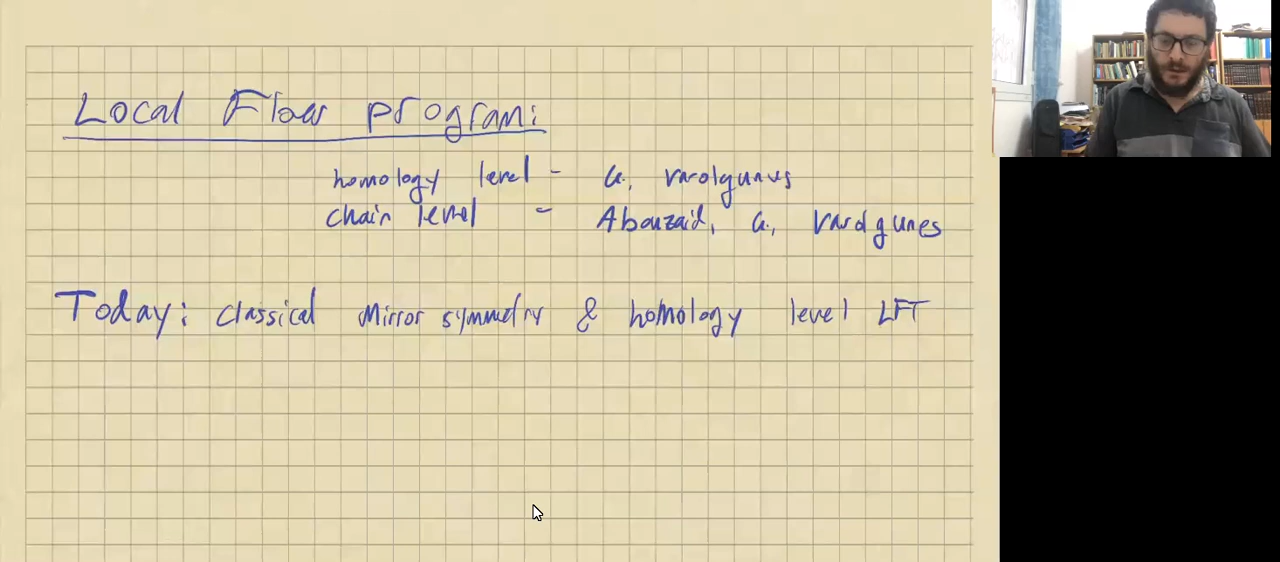 Local Floer program:
homology level - G, Varolgunes
chain level - Abouzaid, G, Varolgunes
Today: classical Mirror symmetry & homology level LFT